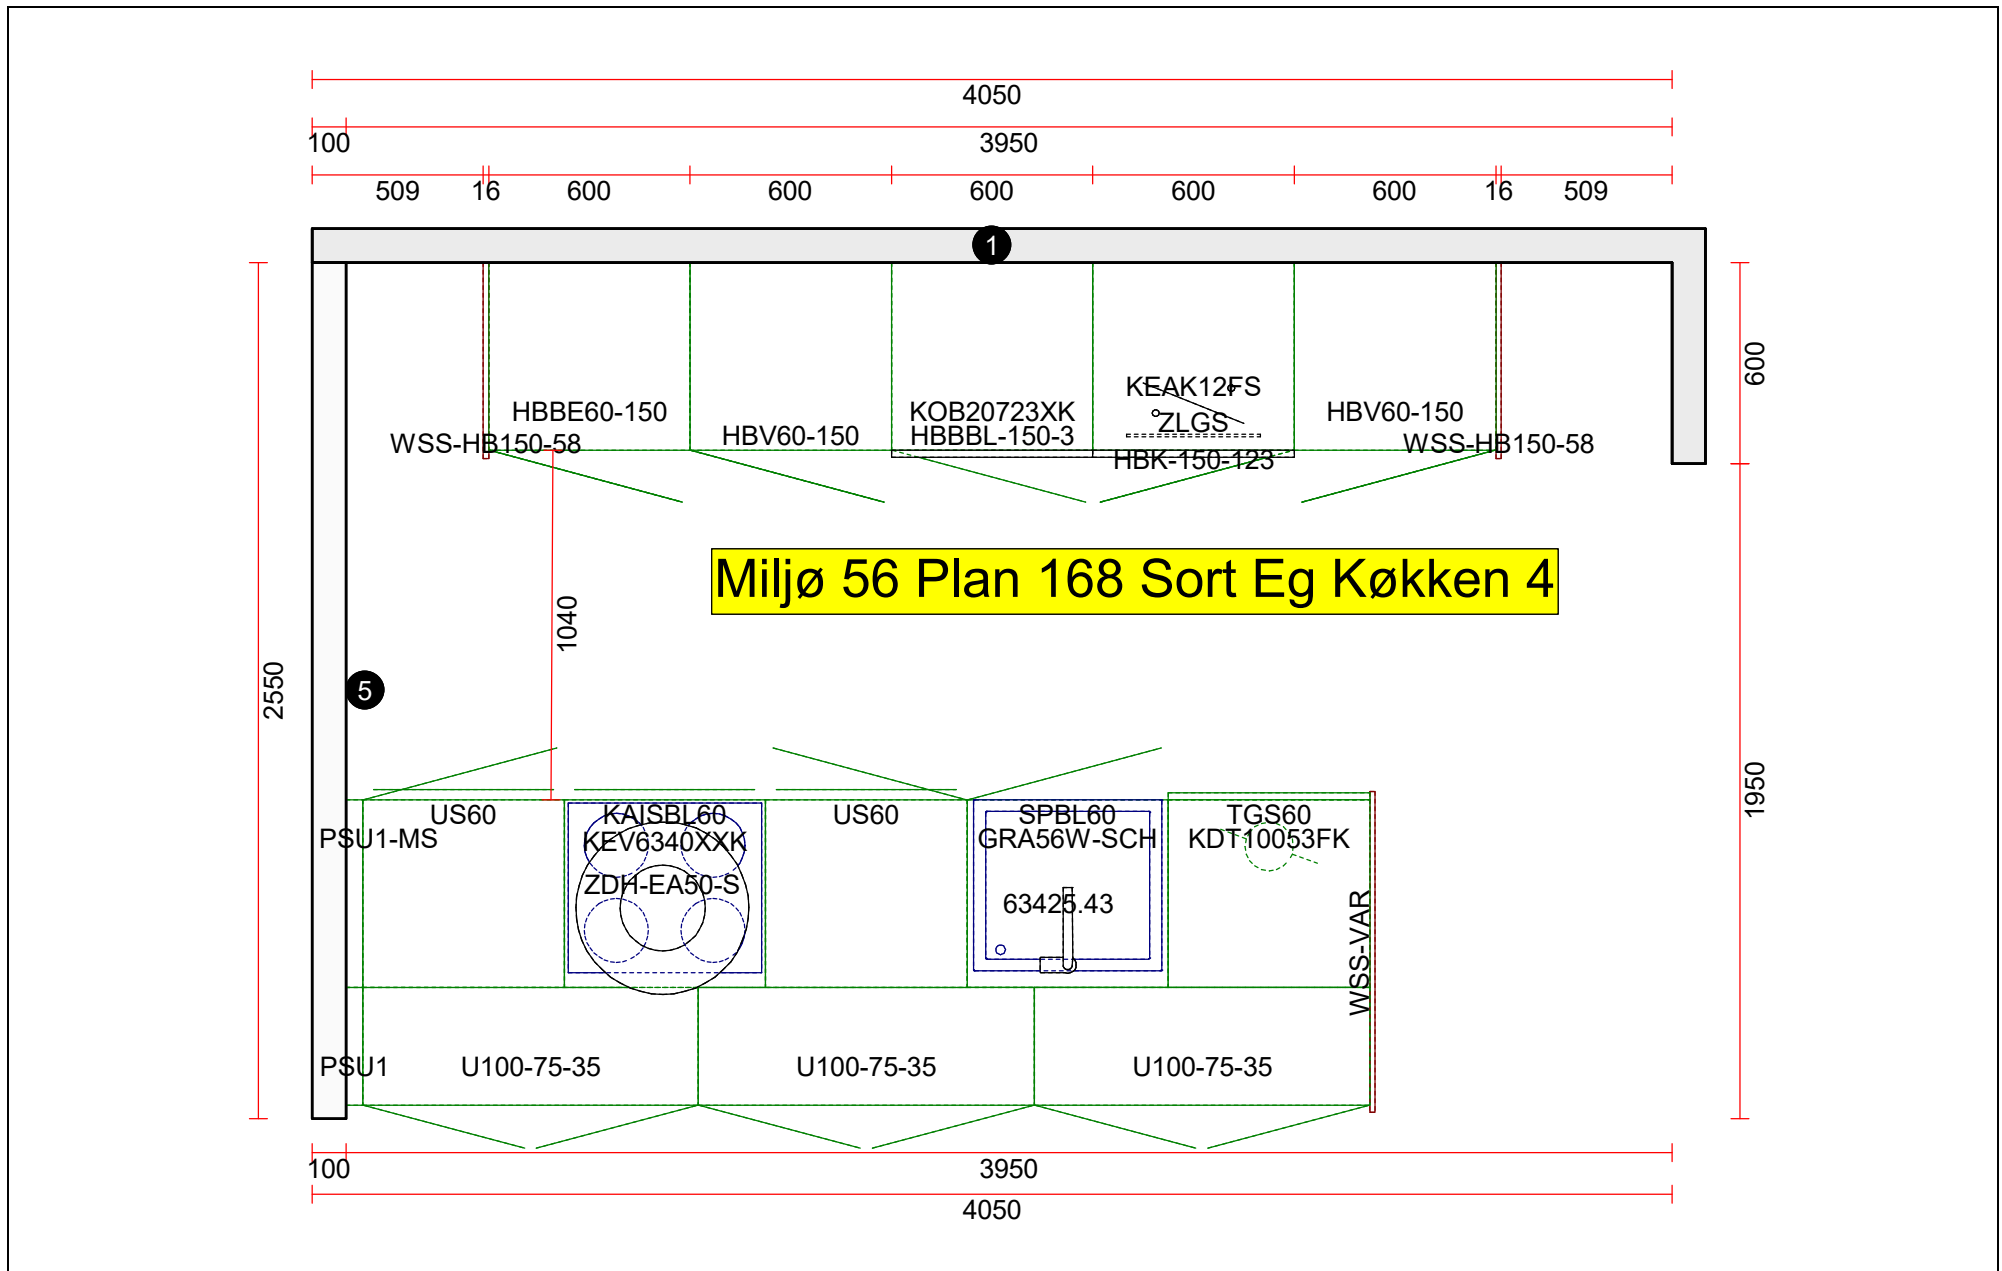 4050
100 3950
509 16 600 600 600 600 600 16 509
1
KEAK12FS
HBBE60-150 KOB20723XK ZLGS HBV60-150
WSS-HB150-58 HBV60-150 HBBBL-150-3 WSS-HB150-58
HBK-150-123
600
Miljø 56 Plan 168 Sort Eg Køkken 4
1040
2550
5
1950
US60 KAISBL60 US60 SPBL60 TGS60
PSU1-MS KEV6340XXK GRA56W-SCH KDT10053FK
ZDH-EA50-S 63425.43
WSS-VAR
PSU1 U100-75-35 U100-75-35 U100-75-35
100 3950
4050